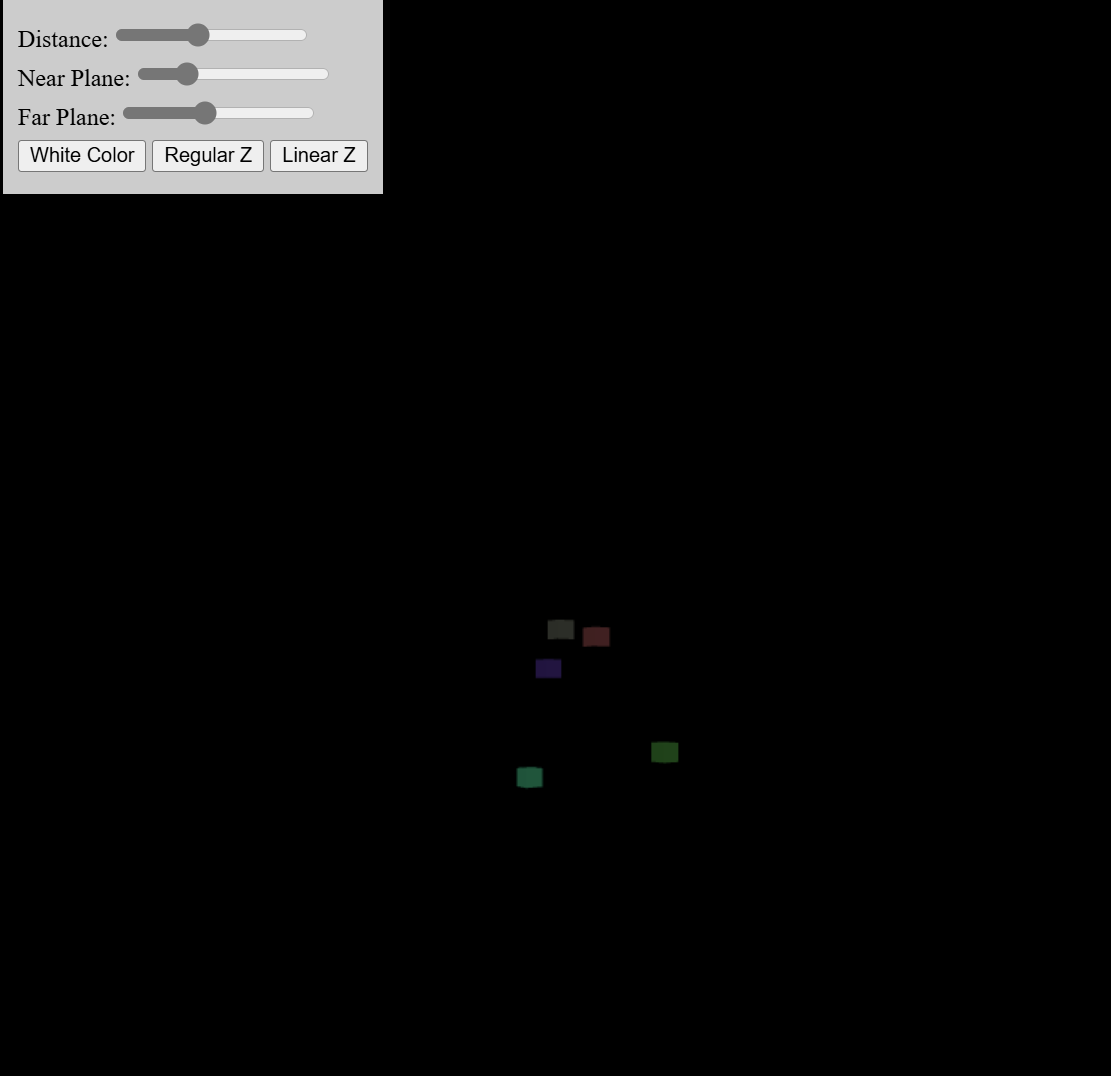 Distance:
Near Plane:
Far Plane:
White Color Regular Z Linear Z